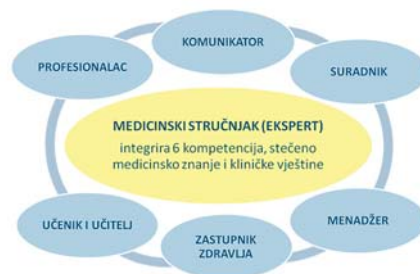 KOMUNIKATOR
PROFESIONALAC
SURADNIK
MEDICINSKI STRUČNJAK (EKSPERT)
integrira 6 kompetencija, stečeno
medicinsko znanje i kliničke vještine
UČENIK I UČITELJ
MENADŽER
ZASTUPNIK
ZDRAVLJA